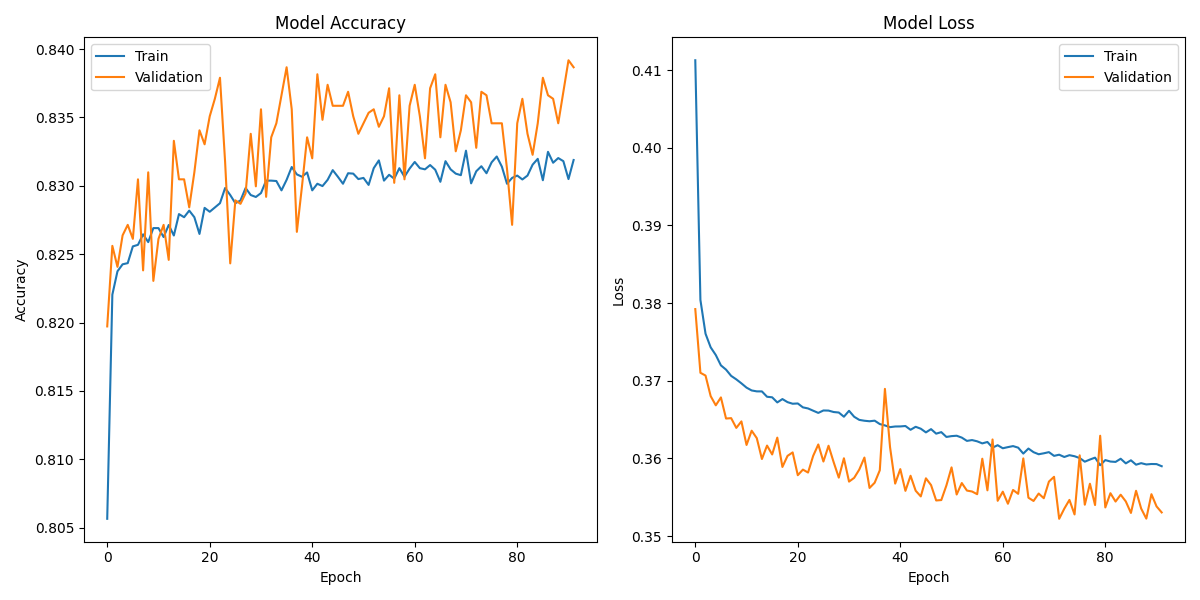 Model Accuracy
Train
Validation
0.840
0.835
0.830
0.825
0.820
0.815
0.810
0.805
Accuracy
0
20
40
60
80
Epoch
Model Loss
Train
Validation
0.41
0.40
0.39
0.38
0.37
0.36
0.35
Loss
0
20
40
60
80
Epoch